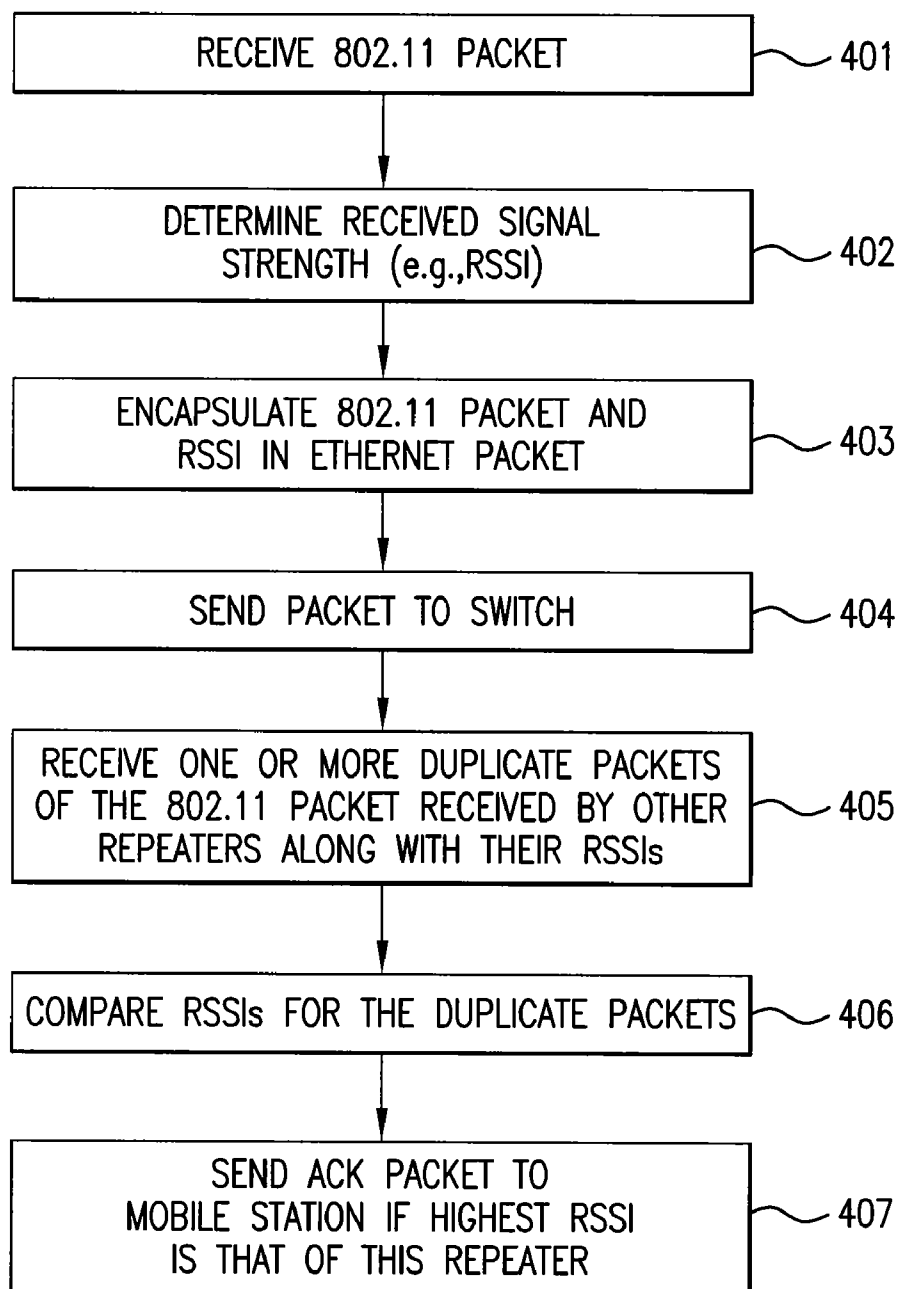 RECEIVE 802.11 PACKET
401
DETERMINE RECEIVED SIGNAL
STRENGTH (e.g.,RSSI)
402
ENCAPSULATE 802.11 PACKET AND
RSSI IN ETHERNET PACKET
403
SEND PACKET TO SWITCH
404
RECEIVE ONE OR MORE DUPLICATE PACKETS
OF THE 802.11 PACKET RECEIVED BY OTHER
REPEATERS ALONG WITH THEIR RSSIs
405
COMPARE RSSIs FOR THE DUPLICATE PACKETS
406
SEND ACK PACKET TO
MOBILE STATION IF HIGHEST RSSI
IS THAT OF THIS REPEATER
407